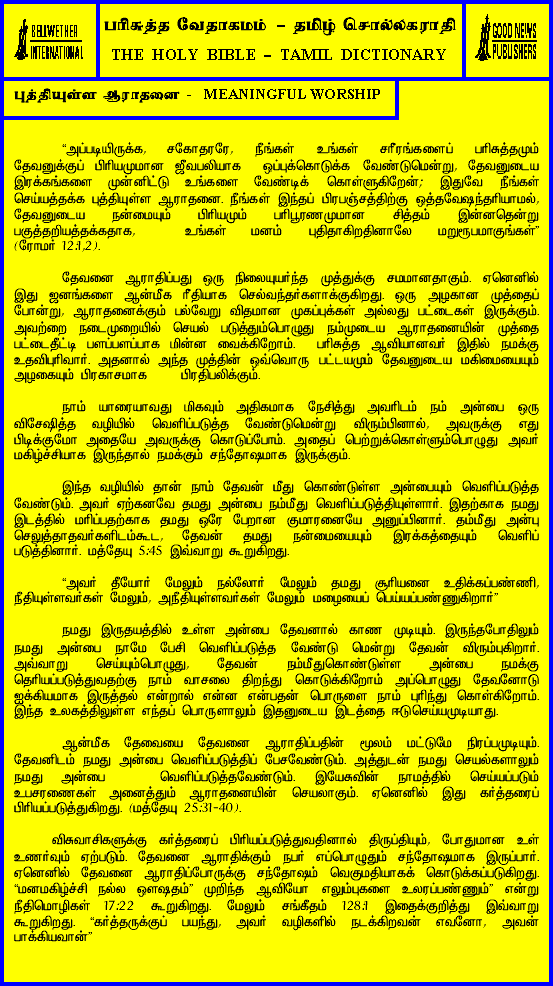 BELLWETHER
INTERNATIONAL
பரிசுத்த வேதாகமம் – தமிழ் சொல்லகராதி
THE HOLY BIBLE – TAMIL DICTIONARY
GOOD NEWS
PUBLISHERS
புத்தியுள்ள ஆராதனை - MEANINGFUL WORSHIP
“அப்படியிருக்க, சகோதரரே, நீங்கள் உங்கள் சரீரங்களைப் பரிசுத்தமும்
தேவனுக்குப் பிரியமுமான ஜீவபலியாக ஒப்புக்கொடுக்க வேண்டுமென்று, தேவனுடைய
இரக்கங்களை முன்னிட்டு உங்களை வேண்டிக் கொள்ளுகிறேன்; இதுவே நீங்கள்
செய்யத்தக்க புத்தியுள்ள ஆராதனை. நீங்கள் இந்தப் பிரபஞ்சத்திற்கு ஒத்தவேஷந்தரியாமல்,
தேவனுடைய நன்மையும் பிரியமும் பரிபூரணமுமான சித்தம் இன்னதென்று
பகுத்தறியத்தக்கதாக, உங்கள் மனம் புதிதாகிறதினாலே மறுரூபமாகுங்கள்”
(ரோமர் 12:1,2).
தேவனை ஆராதிப்பது ஒரு நிலையுயர்ந்த முத்துக்கு சமமானதாகும். ஏனெனில்
இது ஜனங்களை ஆன்மீக ரீதியாக செல்வந்தர்களாக்குகிறது. ஒரு அழகான முத்தைப்
போன்று, ஆராதனைக்கும் பல்வேறு விதமான முகப்புக்கள் அல்லது பட்டைகள் இருக்கும்.
அவற்றை நடைமுறையில் செயல் படுத்தும்பொழுது நம்முடைய ஆராதனையின் முத்தை
பட்டைதீட்டி பளப்பளப்பாக மின்ன வைக்கிறோம். பரிசுத்த ஆவியானவர் இதில் நமக்கு
உதவிபுரிவார். அதனால் அந்த முத்தின் ஒவ்வொரு பட்டயமும் தேவனுடைய மகிமையையும்
அழகையும் பிரகாசமாக பிரதிபலிக்கும்.
நாம் யாரையாவது மிகவும் அதிகமாக நேசித்து அவரிடம் நம் அன்பை ஒரு
விசேஷித்த வழியில் வெளிப்படுத்த வேண்டுமென்று விரும்பினால், அவருக்கு எது
பிடிக்குமோ அதையே அவருக்கு கொடுப்போம். அதைப் பெற்றுக்கொள்ளும்பொழுது அவர்
மகிழ்ச்சியாக இருந்தால் நமக்கும் சந்தோஷமாக இருக்கும்.
இந்த வழியில் தான் நாம் தேவன் மீது கொண்டுள்ள அன்பையும் வெளிப்படுத்த
வேண்டும். அவர் ஏற்கனவே தமது அன்பை நம்மீது வெளிப்படுத்தியுள்ளார். இதற்காக நமது
இடத்தில் மரிப்பதற்காக தமது ஒரே பேறான குமாரனையே அனுப்பினார். தம்மீது அன்பு
செலுத்தாதவர்களிடம்கூட, தேவன் தமது நன்மையையும் இரக்கத்தையும் வெளிப்
படுத்தினார். மத்தேயு 5:45 இவ்வாறு கூறுகிறது.
“அவர் தீயோர் மேலும் நல்லோர் மேலும் தமது சூரியனை உதிக்கப்பண்ணி,
நீதியுள்ளவர்கள் மேலும், அநீதியுள்ளவர்கள் மேலும் மழையைப் பெய்யப்பண்ணுகிறார்”
நமது இருதயத்தில் உள்ள அன்பை தேவனால் காண முடியும். இருந்தபோதிலும்
நமது அன்பை நாமே பேசி வெளிப்படுத்த வேண்டு மென்று தேவன் விரும்புகிறார்.
அவ்வாறு செய்யும்பொழுது, தேவன் நம்மீதுகொண்டுள்ள அன்பை நமக்கு
தெரியப்படுத்துவதற்கு நாம் வாசலை திறந்து கொடுக்கிறோம் அப்பொழுது தேவனோடு
ஐக்கியமாக இருத்தல் என்றால் என்ன என்பதன் பொருளை நாம் புரிந்து கொள்கிறோம்.
இந்த உலகத்திலுள்ள எந்தப் பொருளாலும் இதனுடைய இடத்தை ஈடுசெய்யமுடியாது.
ஆன்மீக தேவையை தேவனை ஆராதிப்பதின் மூலம் மட்டுமே நிரப்பமுடியும்.
தேவனிடம் நமது அன்பை வெளிப்படுத்திப் பேசவேண்டும். அத்துடன் நமது செயல்களாலும்
நமது அன்பை வெளிப்படுத்தவேண்டும். இயேசுவின் நாமத்தில் செய்யப்படும்
உபசரணைகள் அனைத்தும் ஆராதனையின் செயலாகும். ஏனெனில் இது கர்த்தரைப்
பிரியப்படுத்துகிறது. (மத்தேயு 25:31-40).
விசுவாசிகளுக்கு கர்த்தரைப் பிரியப்படுத்துவதினால் திருப்தியும், போதுமான உள்
உணர்வும் ஏற்படும். தேவனை ஆராதிக்கும் நபர் எப்பொழுதும் சந்தோஷமாக இருப்பார்.
ஏனெனில் தேவனை ஆராதிப்போருக்கு சந்தோஷம் வெகுமதியாகக் கொடுக்கப்படுகிறது.
“மனமகிழ்ச்சி நல்ல ஔஷதம்” முறிந்த ஆவியோ எலும்புகளை உலரப்பண்ணும்” என்று
நீதிமொழிகள் 17:22 கூறுகிறது. மேலும் சங்கீதம் 128:1 இதைக்குறித்து இவ்வாறு
கூறுகிறது. “கர்த்தருக்குப் பயந்து, அவர் வழிகளில் நடக்கிறவன் எவனோ, அவன்
பாக்கியவான்”